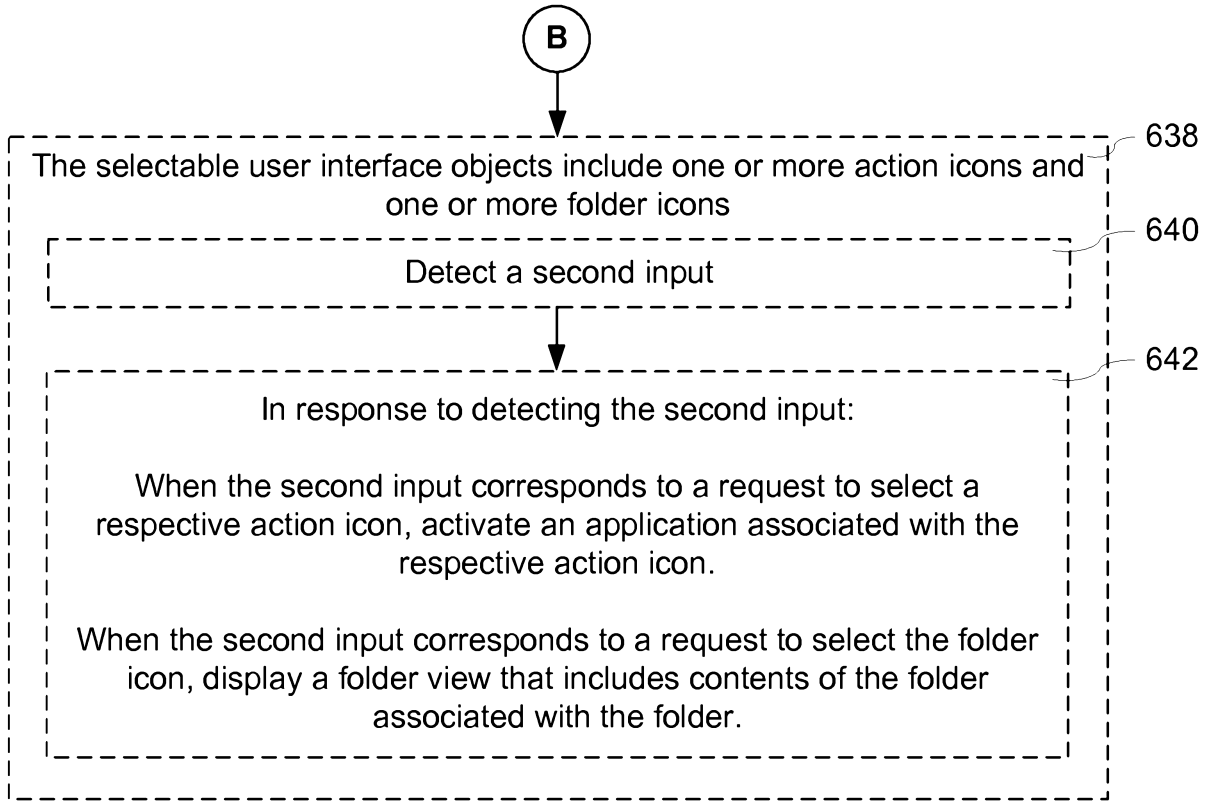 B
638
The selectable user interface objects include one or more action icons and
one or more folder icons
640
Detect a second input
642
In response to detecting the second input:
When the second input corresponds to a request to select a
respective action icon, activate an application associated with the
respective action icon.
When the second input corresponds to a request to select the folder
icon, display a folder view that includes contents of the folder
associated with the folder.